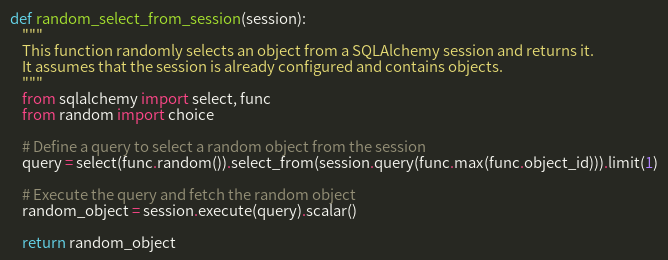 def random_select_from_session(session):
    """
    This function randomly selects an object from a SQLAlchemy session and returns it.
    It assumes that the session is already configured and contains objects.
    """
    from sqlalchemy import select, func
    from random import choice

    # Define a query to select a random object from the session
    query = select(func.random()).select_from(session.query(func.max(func.object_id))).limit(1)

    # Execute the query and fetch the random object
    random_object = session.execute(query).scalar()

    return random_object